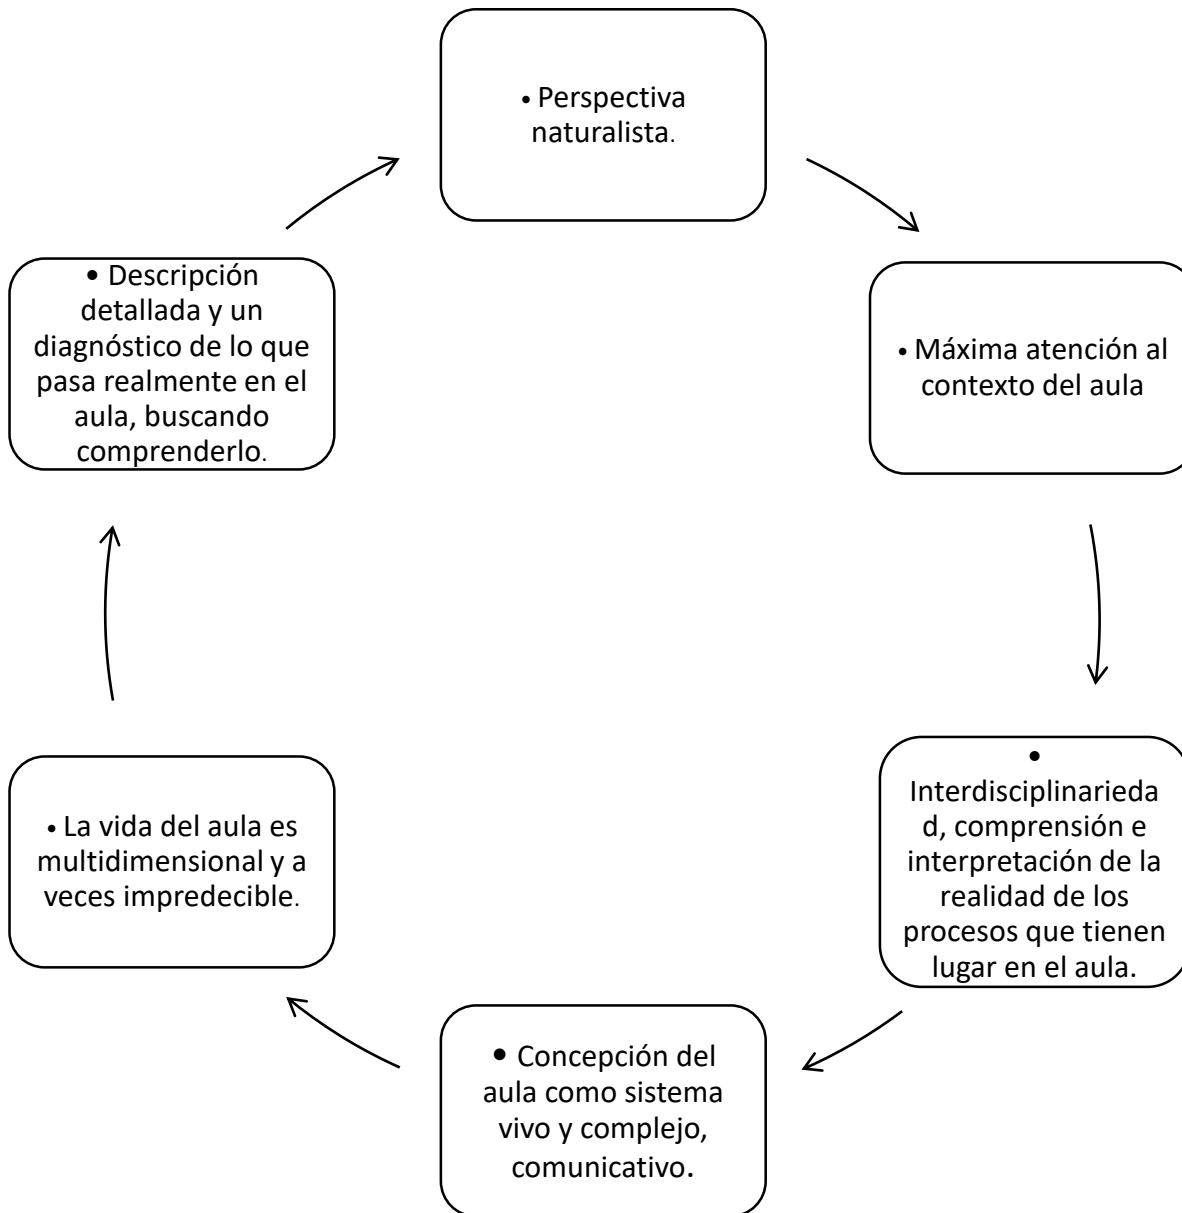 • Perspectiva
naturalista.
• Máxima atención al
contexto del aula
•
Interdisciplinarieda
d, comprensión e
interpretación de la
realidad de los
procesos que tienen
lugar en el aula.
• Concepción del
aula como sistema
vivo y complejo,
comunicativo.
• La vida del aula es
multidimensional y a
veces impredecible.
• Descripción
detallada y un
diagnóstico de lo que
pasa realmente en el
aula, buscando
comprenderlo.